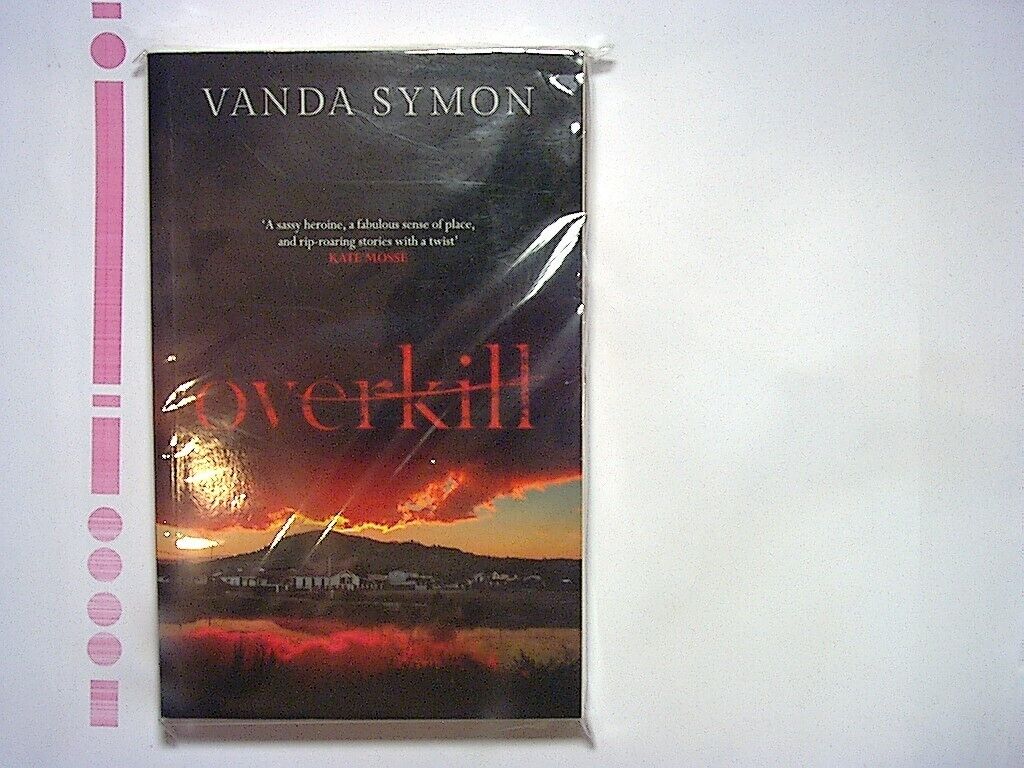 VANDA SYMON
‘A sassy heroine, a fabulous sense of place,
and rip-roaring stories with a twist’
KATE MOSSE
overkill